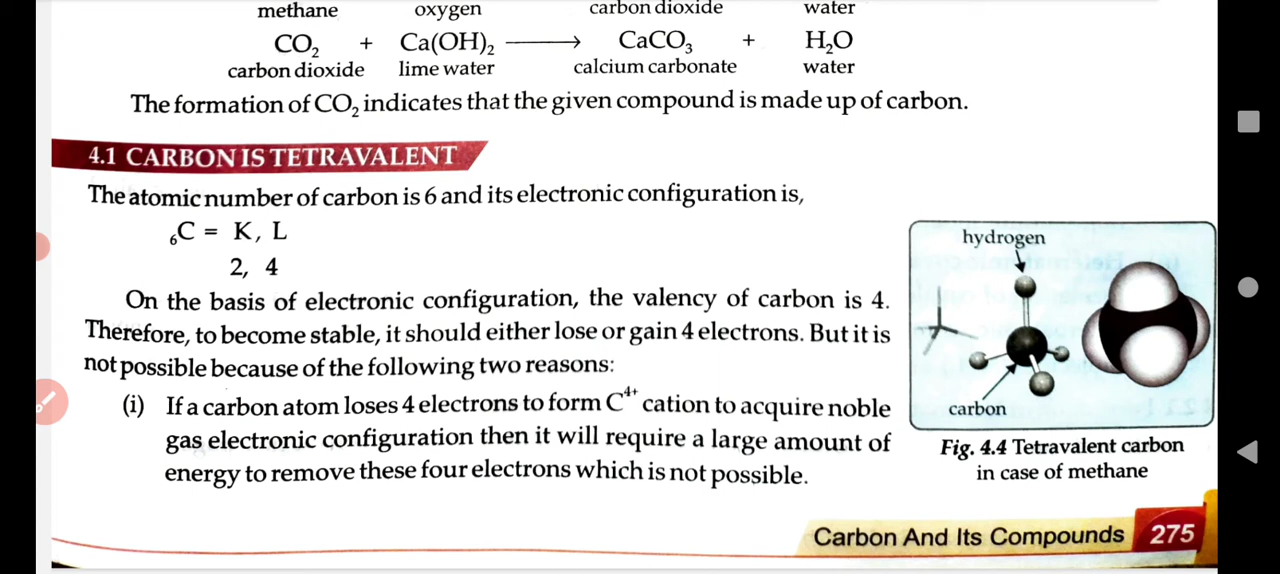 methane oxygen carbon dioxide water
CO₂ + Ca(OH)₂ ⟶ CaCO₃ + H₂O
carbon dioxide lime water calcium carbonate water
The formation of CO₂ indicates that the given compound is made up of carbon.
4.1 CARBON IS TETRAVALENT
The atomic number of carbon is 6 and its electronic configuration is,
₆C = K, L
2, 4
On the basis of electronic configuration, the valency of carbon is 4.
Therefore, to become stable, it should either lose or gain 4 electrons. But it is
not possible because of the following two reasons:
(i) If a carbon atom loses 4 electrons to form C⁴⁺ cation to acquire noble
gas electronic configuration then it will require a large amount of
energy to remove these four electrons which is not possible.
hydrogen
carbon
Fig. 4.4 Tetravalent carbon
in case of methane
Carbon And Its Compounds 275